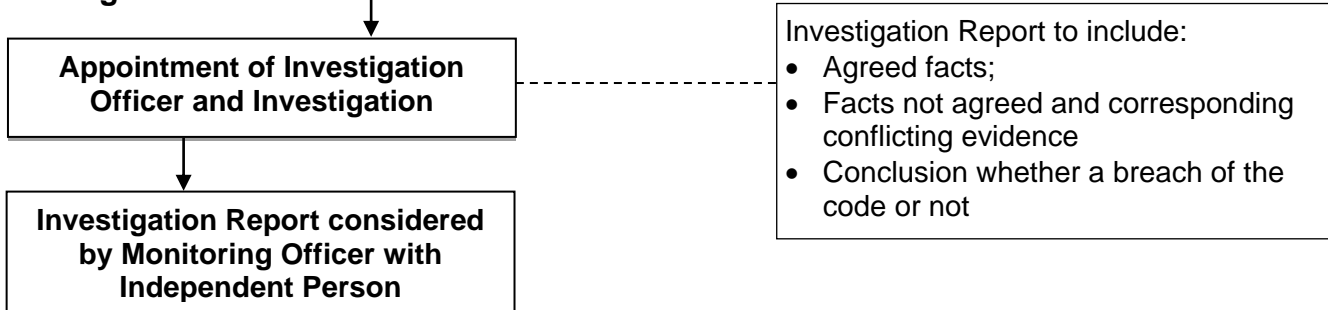 Appointment of Investigation
Officer and Investigation
Investigation Report to include:
• Agreed facts;
• Facts not agreed and corresponding
conflicting evidence
• Conclusion whether a breach of the
code or not
Investigation Report considered
by Monitoring Officer with
Independent Person